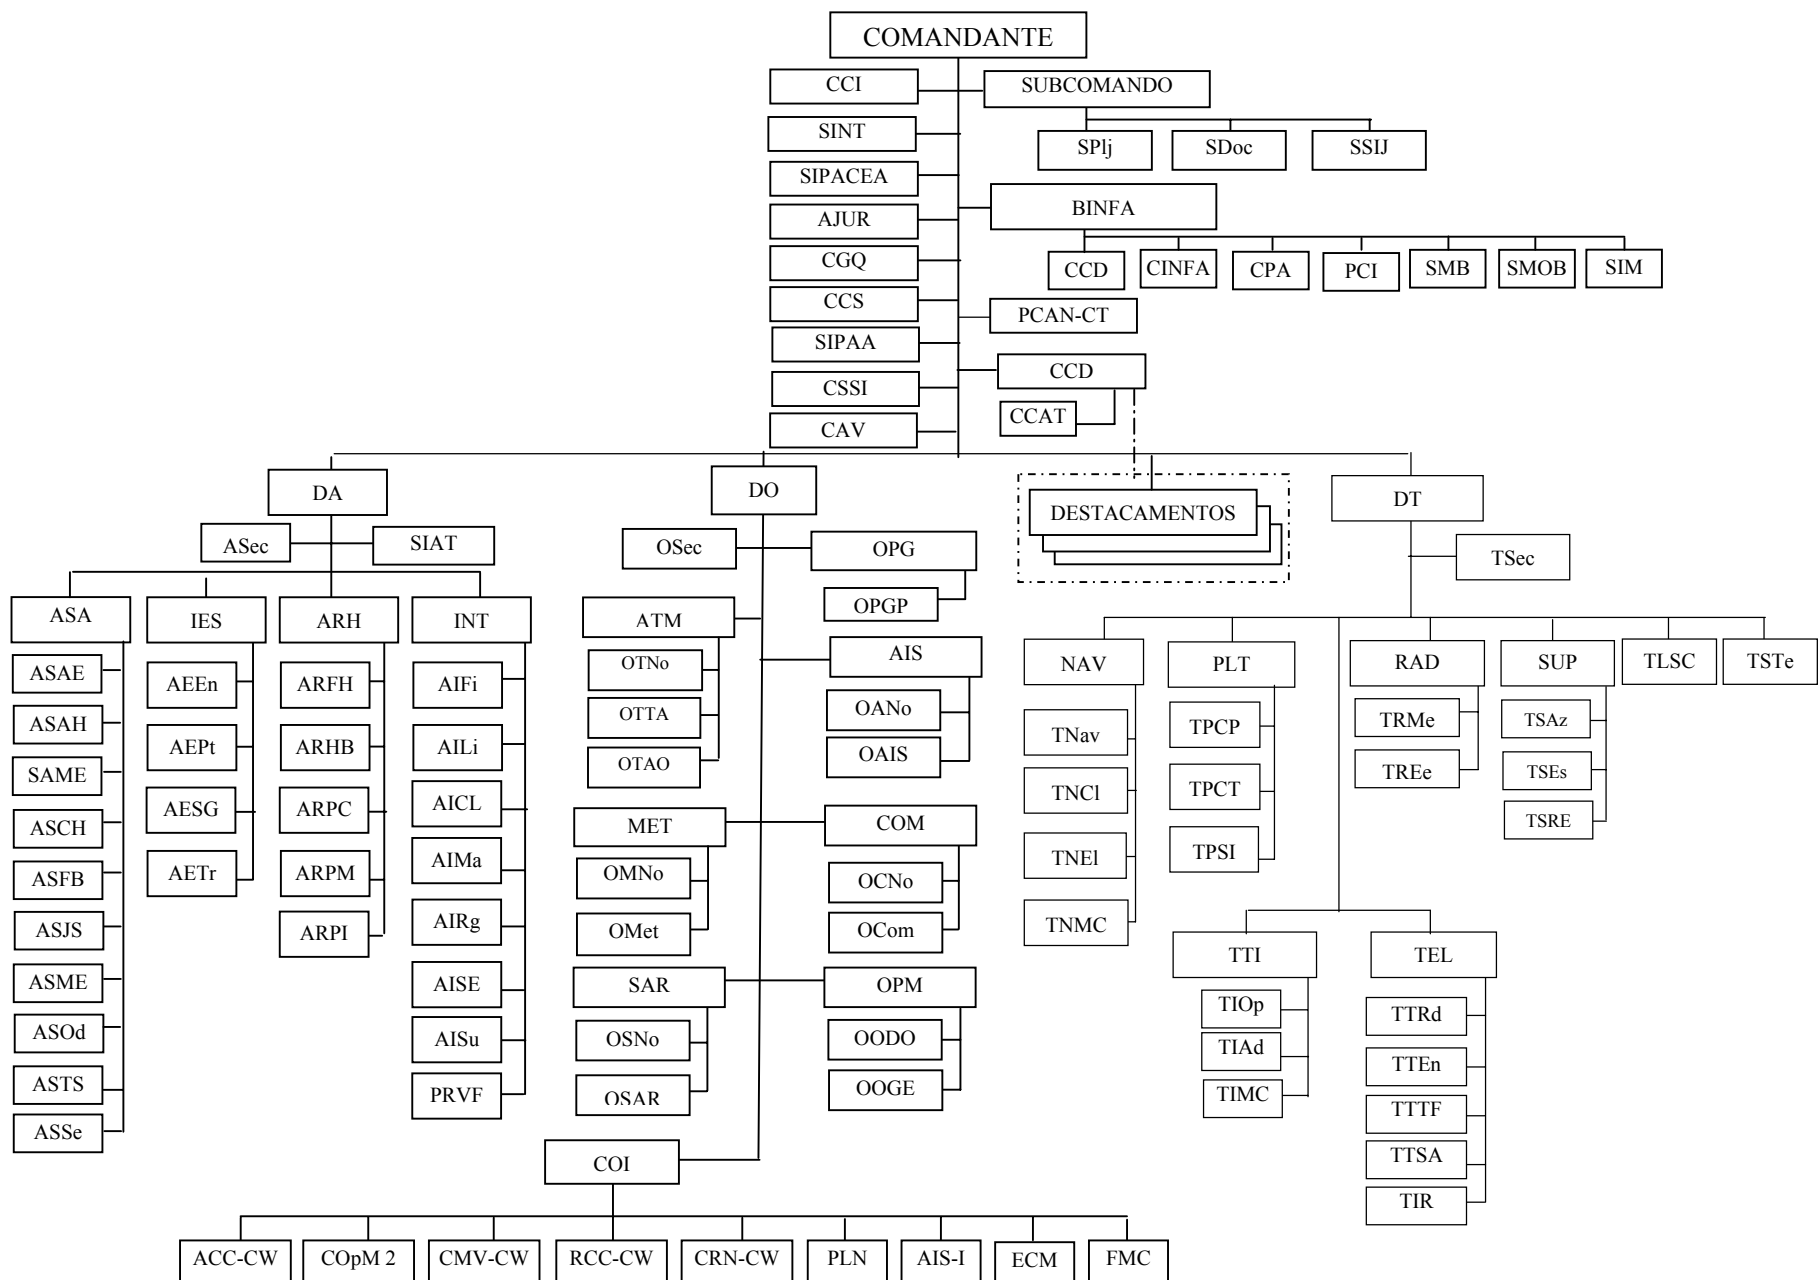 COMANDANTE
CCI
SUBCOMANDO
SINT
SPlj
SDoc
SSIJ
SIPACEA
AJUR
BINFA
CGQ
CCD
CINFA
CPA
PCI
SMB
SMOB
SIM
CCS
PCAN-CT
SIPAA
CSSI
CCD
CCAT
CAV
DA
DO
DESTACAMENTOS
DT
ASec
SIAT
OSec
OPG
OPGP
TSec
ASA
IES
ARH
INT
ASAE
ASAH
SAME
ASCH
ASFB
ASJS
ASME
ASOd
ASTS
ASSe
AEEn
AEPt
AESG
AETr
ARFH
ARHB
ARPC
ARPM
ARPI
AIFi
AILi
AICL
AIMa
AIRg
AISE
AISu
PRVF
ATM
OTNo
OTTA
OTAO
AIS
OANo
OAIS
MET
OMNo
OMet
COM
OCNo
OCom
SAR
OSNo
OSAR
OPM
OODO
OOGE
COI
ACC-CW
COpM 2
CMV-CW
RCC-CW
CRN-CW
PLN
AIS-I
ECM
FMC
NAV
PLT
RAD
SUP
TLSC
TSTe
TNav
TNCl
TNEl
TNMC
TPCP
TPCT
TPSI
TRMe
TREe
TSAz
TSEs
TSRE
TTI
TEL
TIOp
TIAd
TIMC
TTRd
TTEn
TTTF
TTSA
TIR